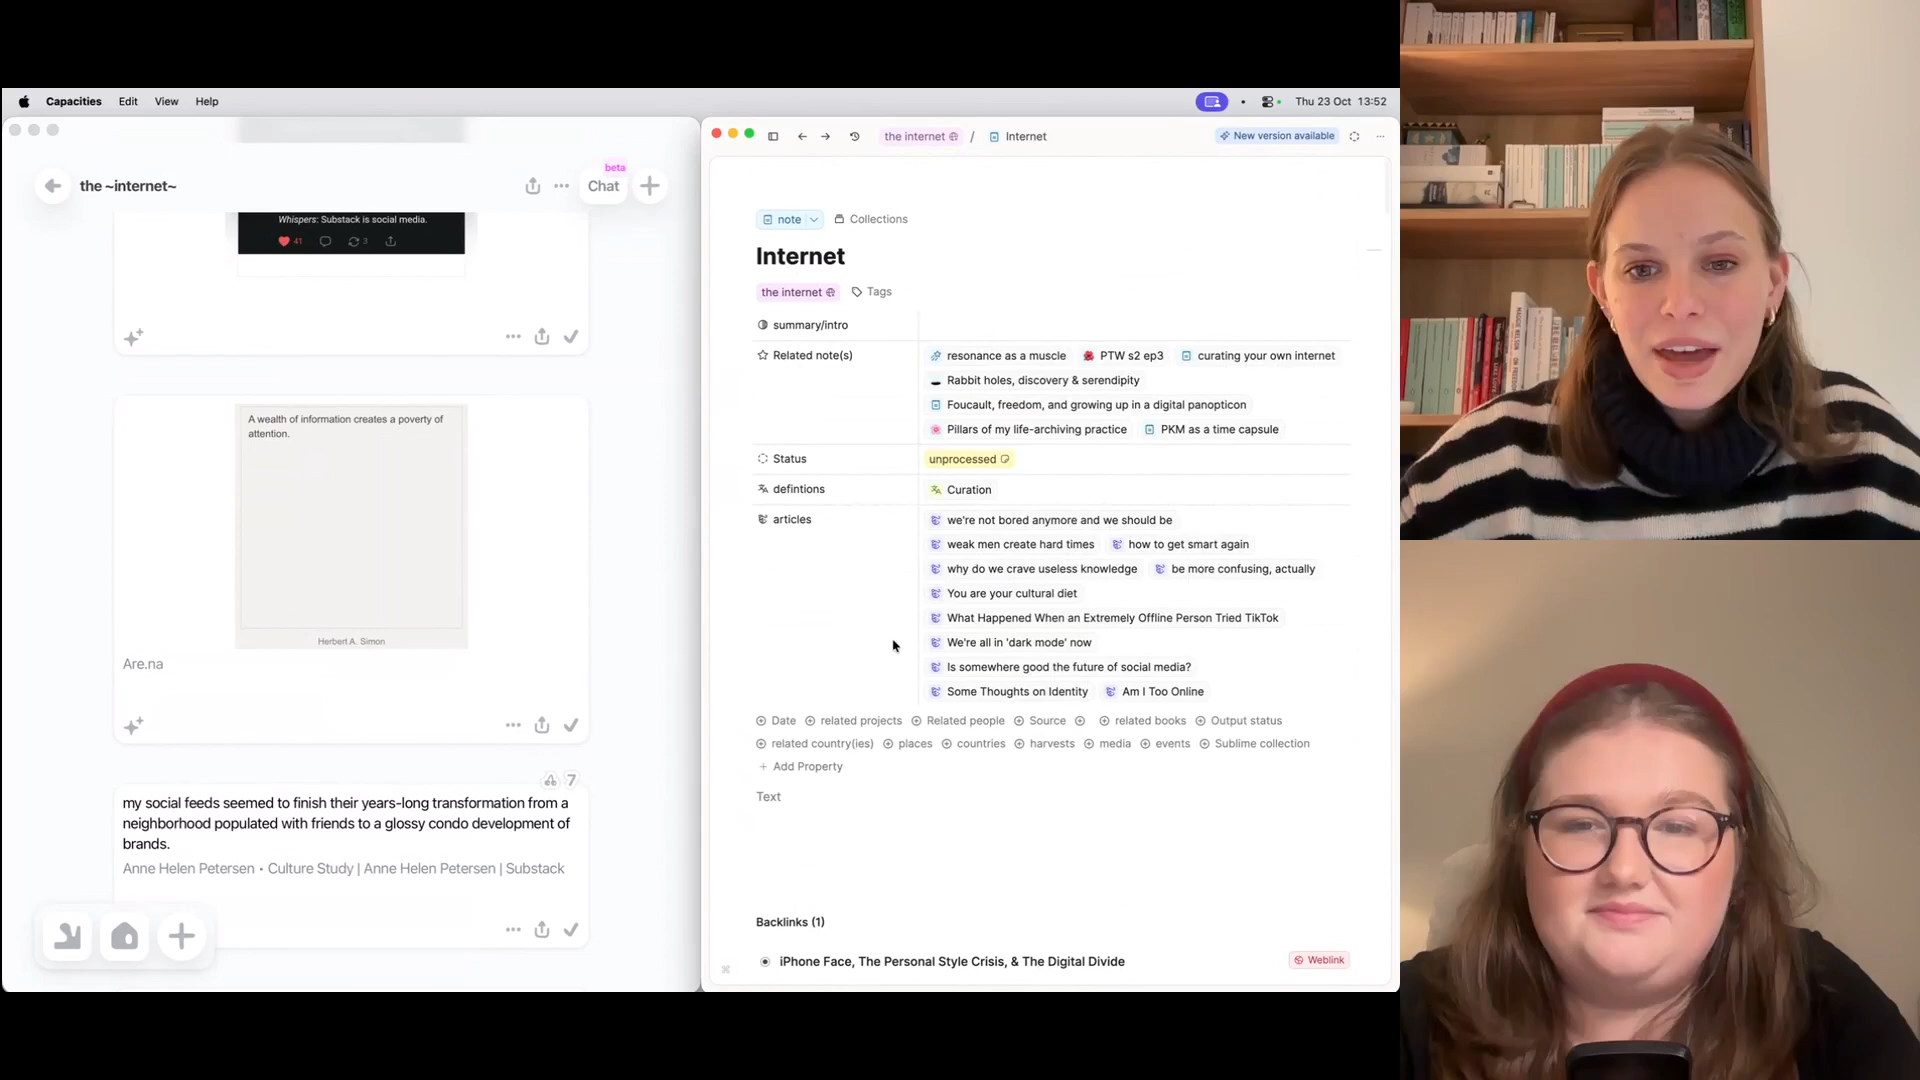 Capacities Edit View Help
Thu 23 Oct 13:52
the ~internet~
beta
Chat
Whispers: Substack is social media.
41 3
A wealth of information creates a poverty of
attention.
Herbert A. Simon
Are.na
7
my social feeds seemed to finish their years-long transformation from a
neighborhood populated with friends to a glossy condo development of
brands.
Anne Helen Petersen • Culture Study | Anne Helen Petersen | Substack
the internet / Internet
New version available
note Collections
Internet
the internet Tags
summary/intro
Related note(s) resonance as a muscle PTW s2 ep3 curating your own internet
Rabbit holes, discovery & serendipity
Foucault, freedom, and growing up in a digital panopticon
Pillars of my life-archiving practice PKM as a time capsule
Status unprocessed
defintions Curation
articles we're not bored anymore and we should be
weak men create hard times how to get smart again
why do we crave useless knowledge be more confusing, actually
You are your cultural diet
What Happened When an Extremely Offline Person Tried TikTok
We're all in 'dark mode' now
Is somewhere good the future of social media?
Some Thoughts on Identity Am I Too Online
Date related projects Related people Source related books Output status
related country(ies) places countries harvests media events Sublime collection
+ Add Property
Text
Backlinks (1)
iPhone Face, The Personal Style Crisis, & The Digital Divide Weblink